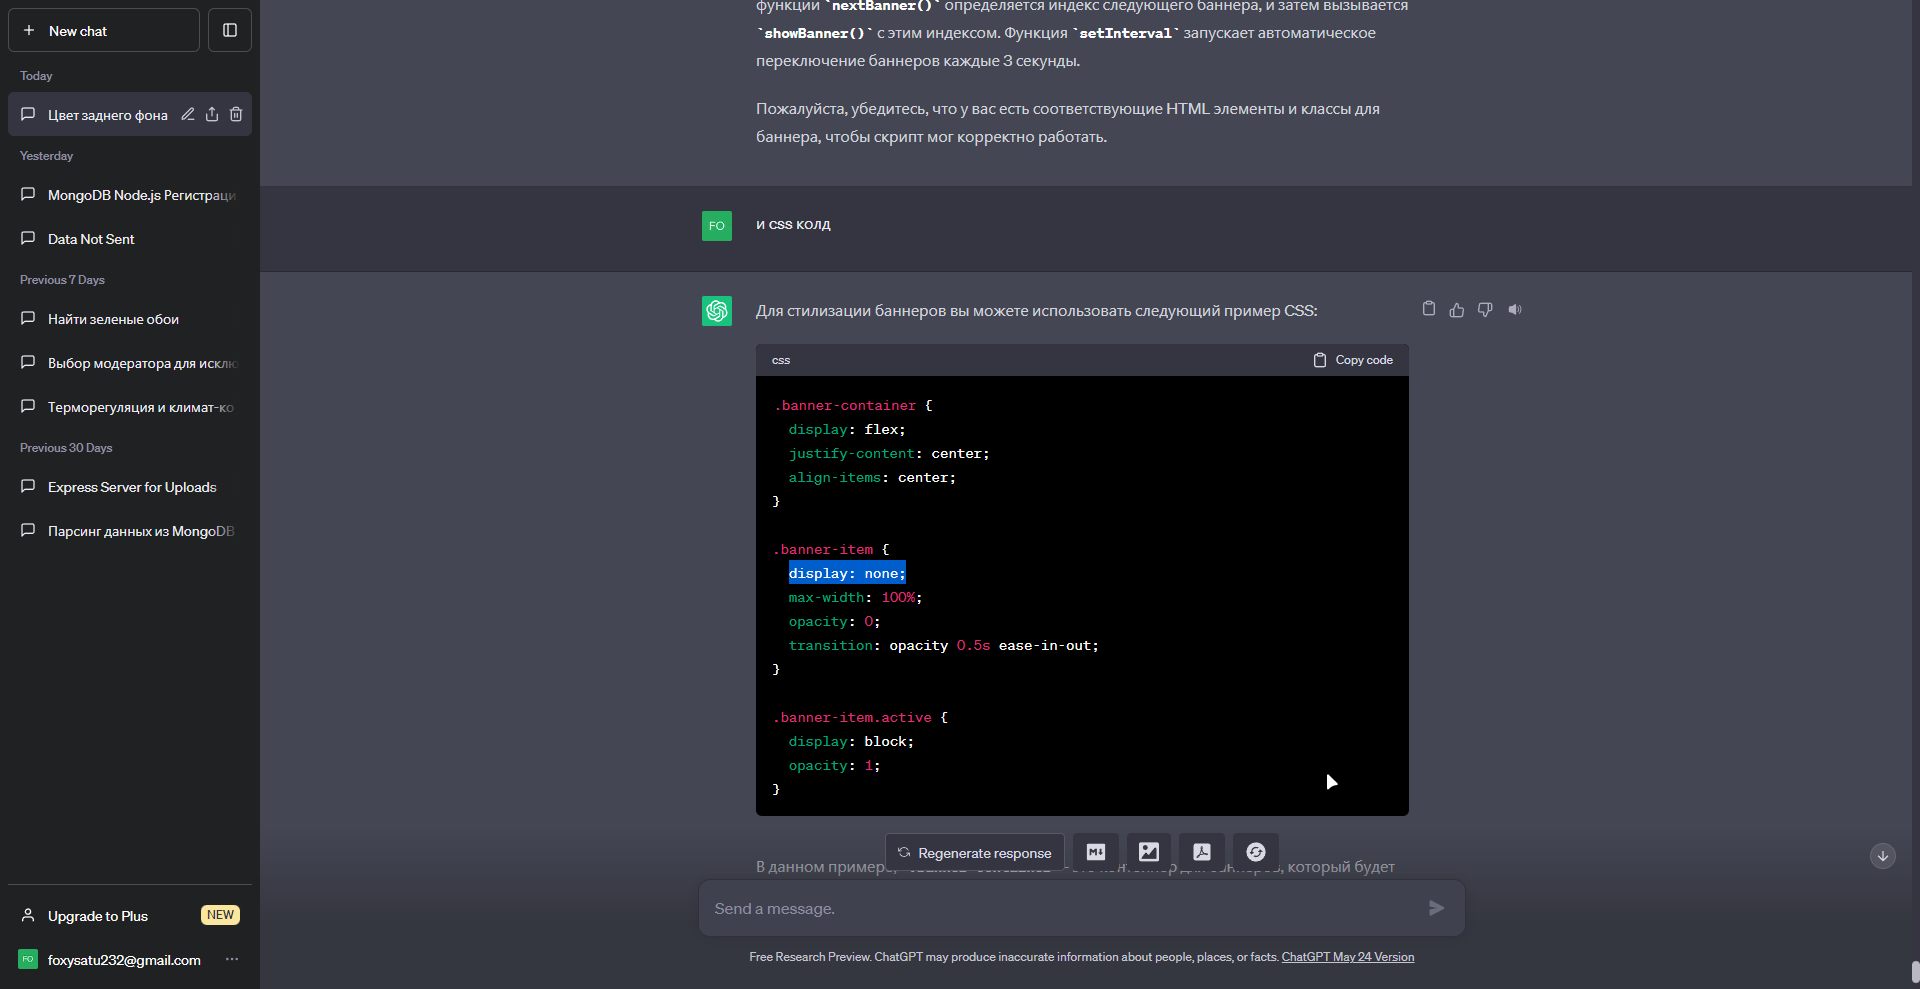 New chat
Today
Цвет заднего фона
Yesterday
MongoDB Node.js Регистраци
Data Not Sent
Previous 7 Days
Найти зеленые обои
Выбор модератора для исклю
Терморегуляция и климат-ко
Previous 30 Days
Express Server for Uploads
Парсинг данных из MongoDB
Upgrade to Plus NEW
FO foxysatu232@gmail.com ...
функции `nextBanner()` определяется индекс следующего баннера, и затем вызывается
`showBanner()` с этим индексом. Функция `setInterval` запускает автоматическое
переключение баннеров каждые 3 секунды.
Пожалуйста, убедитесь, что у вас есть соответствующие HTML элементы и классы для
баннера, чтобы скрипт мог корректно работать.
FO и css колд
Для стилизации баннеров вы можете использовать следующий пример CSS:
css Copy code
.banner-container {
display: flex;
justify-content: center;
align-items: center;
}
.banner-item {
display: none;
max-width: 100%;
opacity: 0;
transition: opacity 0.5s ease-in-out;
}
.banner-item.active {
display: block;
opacity: 1;
}
Regenerate response M↓
В данном примере, который будет
Send a message.
Free Research Preview. ChatGPT may produce inaccurate information about people, places, or facts. ChatGPT May 24 Version